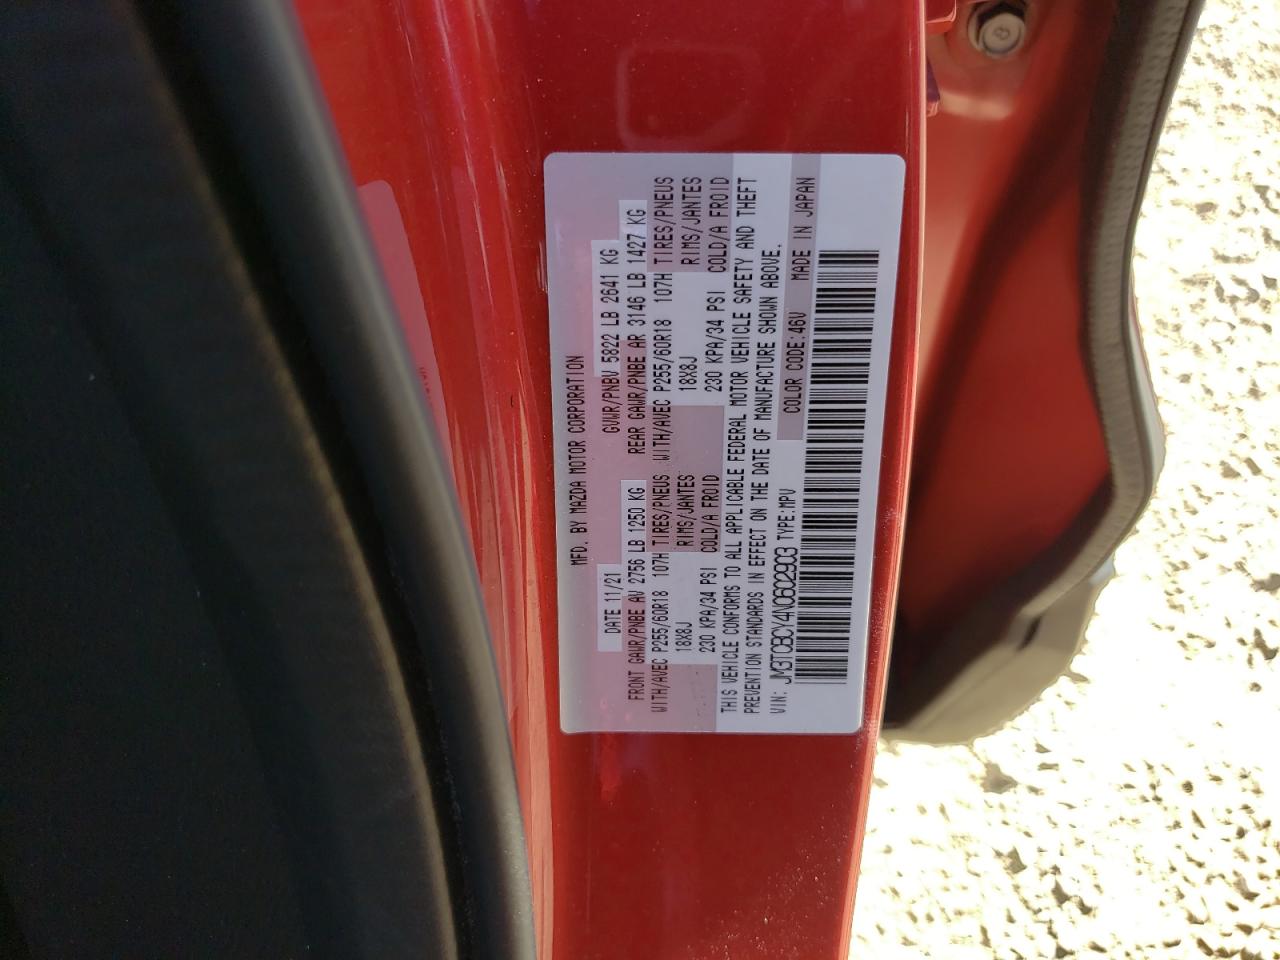 MFD. BY MAZDA MOTOR CORPORATION
DATE 11/21 GVWR/PNBV 5822 LB 2641 KG
FRONT GAWR/PNBE AV 2756 LB 1250 KG REAR GAWR/PNBE AR 3146 LB 1427 KG
WITH/AVEC P255/60R18 107H TIRES/PNEUS WITH/AVEC P255/60R18 107H TIRES/PNEUS
18X8J RIMS/JANTES 18X8J RIMS/JANTES
230 KPA/34 PSI COLD/A FROID 230 KPA/34 PSI COLD/A FROID
THIS VEHICLE CONFORMS TO ALL APPLICABLE FEDERAL MOTOR VEHICLE SAFETY AND THEFT
PREVENTION STANDARDS IN EFFECT ON THE DATE OF MANUFACTURE SHOWN ABOVE.
VIN: JM3TCBCY4N0602903 TYPE:MPV COLOR CODE:46V MADE IN JAPAN
8